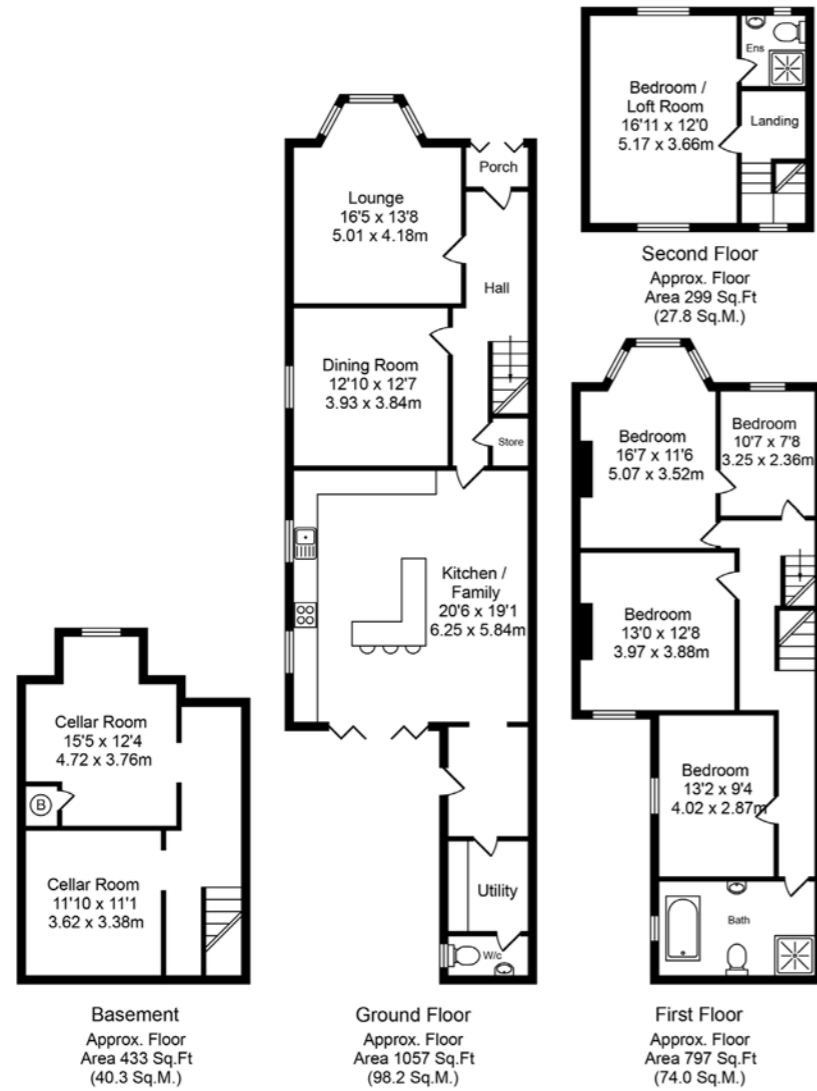 Ens
Bedroom /
Loft Room
16'11 x 12'0
5.17 x 3.66m
Landing
Second Floor
Approx. Floor
Area 299 Sq.Ft
(27.8 Sq.M.)
Porch
Lounge
16'5 x 13'8
5.01 x 4.18m
Hall
Dining Room
12'10 x 12'7
3.93 x 3.84m
Store
Kitchen /
Family
20'6 x 19'1
6.25 x 5.84m
Utility
W/c
Ground Floor
Approx. Floor
Area 1057 Sq.Ft
(98.2 Sq.M.)
Bedroom
16'7 x 11'6
5.07 x 3.52m
Bedroom
10'7 x 7'8
3.25 x 2.36m
Bedroom
13'0 x 12'8
3.97 x 3.88m
Bedroom
13'2 x 9'4
4.02 x 2.87m
Bath
First Floor
Approx. Floor
Area 797 Sq.Ft
(74.0 Sq.M.)
Cellar Room
15'5 x 12'4
4.72 x 3.76m
B
Cellar Room
11'10 x 11'1
3.62 x 3.38m
Basement
Approx. Floor
Area 433 Sq.Ft
(40.3 Sq.M.)